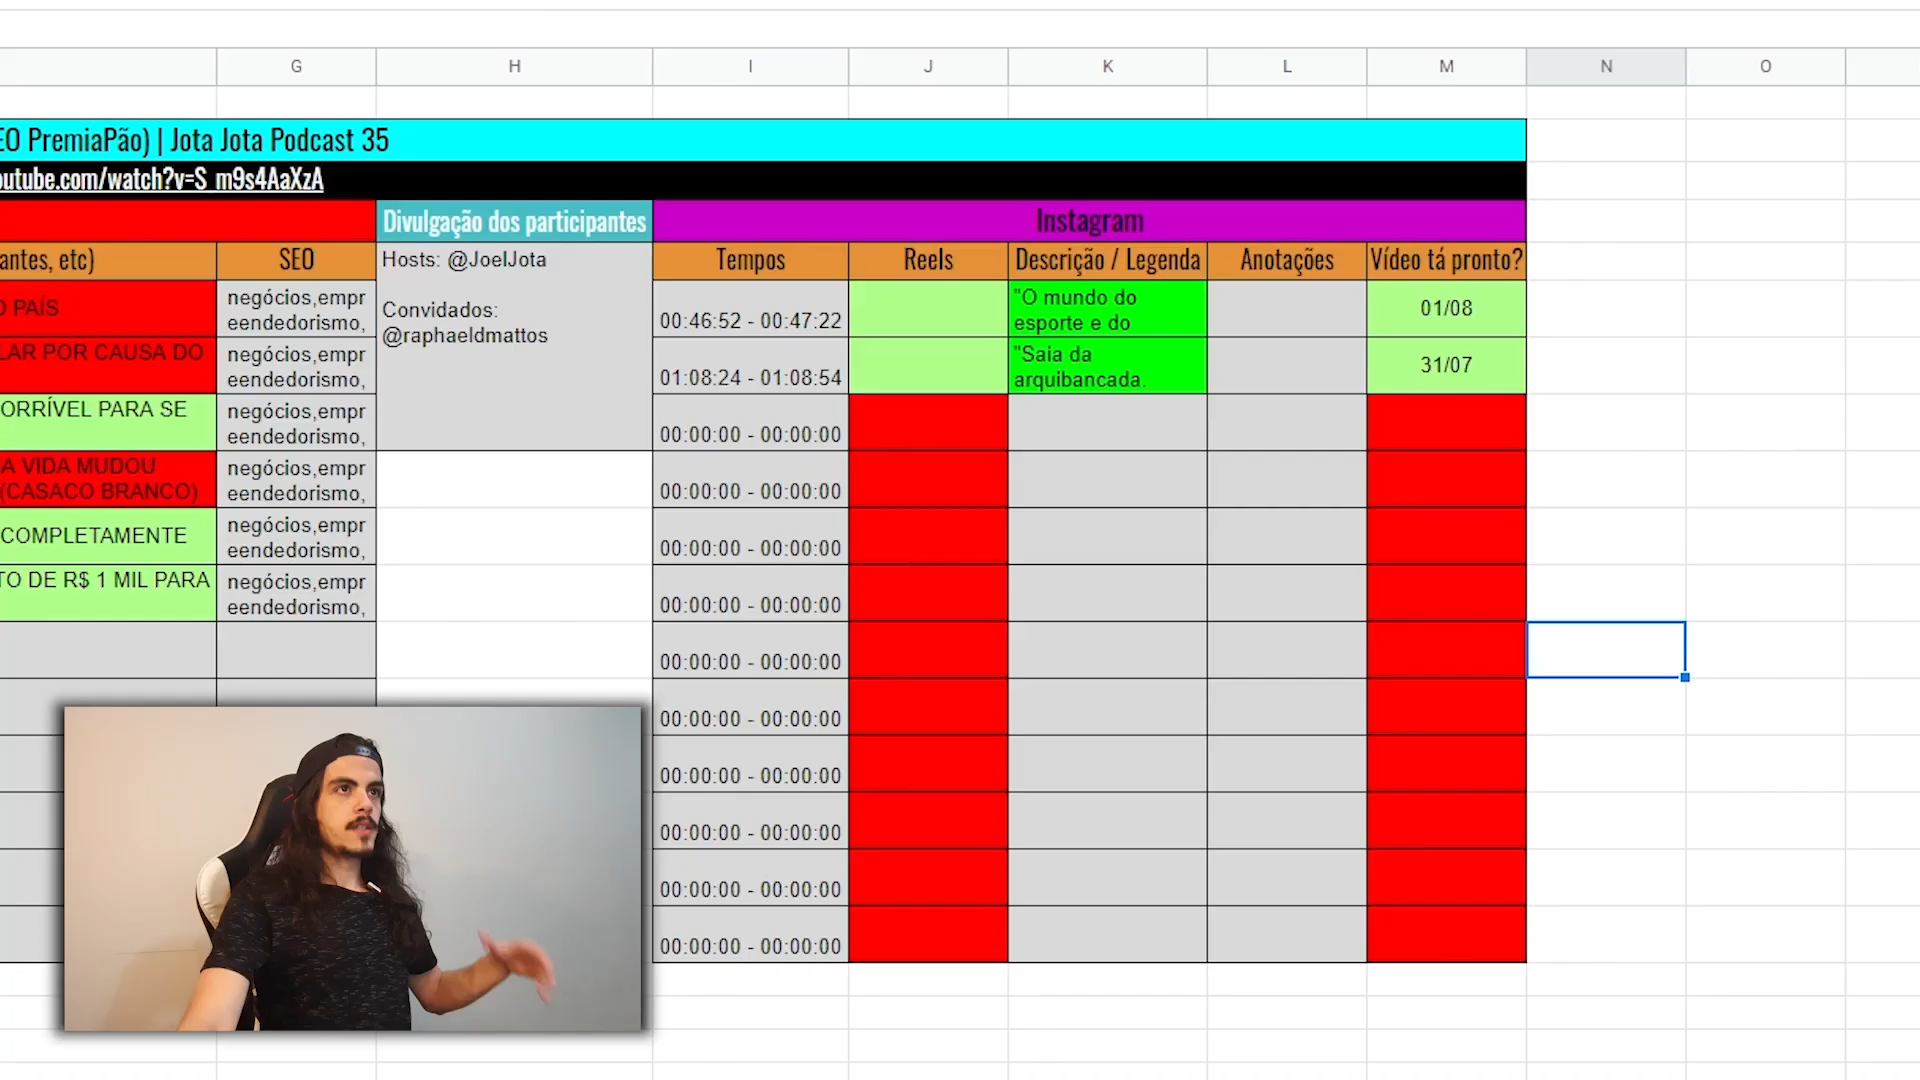 G H I J K L M N O
EO PremiaPão) | Jota Jota Podcast 35
outube.com/watch?v=S_m9s4AaXzA
Divulgação dos participantes Instagram
antes, etc) SEO Hosts: @JoelJota Tempos Reels Descrição / Legenda Anotações Vídeo tá pronto?
Convidados:
@raphaeldmattos
O PAÍS negócios,empr
eendedorismo, 00:46:52 - 00:47:22 "O mundo do
esporte e do 01/08
LAR POR CAUSA DO negócios,empr
eendedorismo, 01:08:24 - 01:08:54 "Saia da
arquibancada. 31/07
ORRÍVEL PARA SE negócios,empr
eendedorismo, 00:00:00 - 00:00:00
A VIDA MUDOU negócios,empr
(CASACO BRANCO) eendedorismo, 00:00:00 - 00:00:00
COMPLETAMENTE negócios,empr
eendedorismo, 00:00:00 - 00:00:00
TO DE R$ 1 MIL PARA negócios,empr
eendedorismo, 00:00:00 - 00:00:00
00:00:00 - 00:00:00
00:00:00 - 00:00:00
00:00:00 - 00:00:00
00:00:00 - 00:00:00
00:00:00 - 00:00:00
00:00:00 - 00:00:00